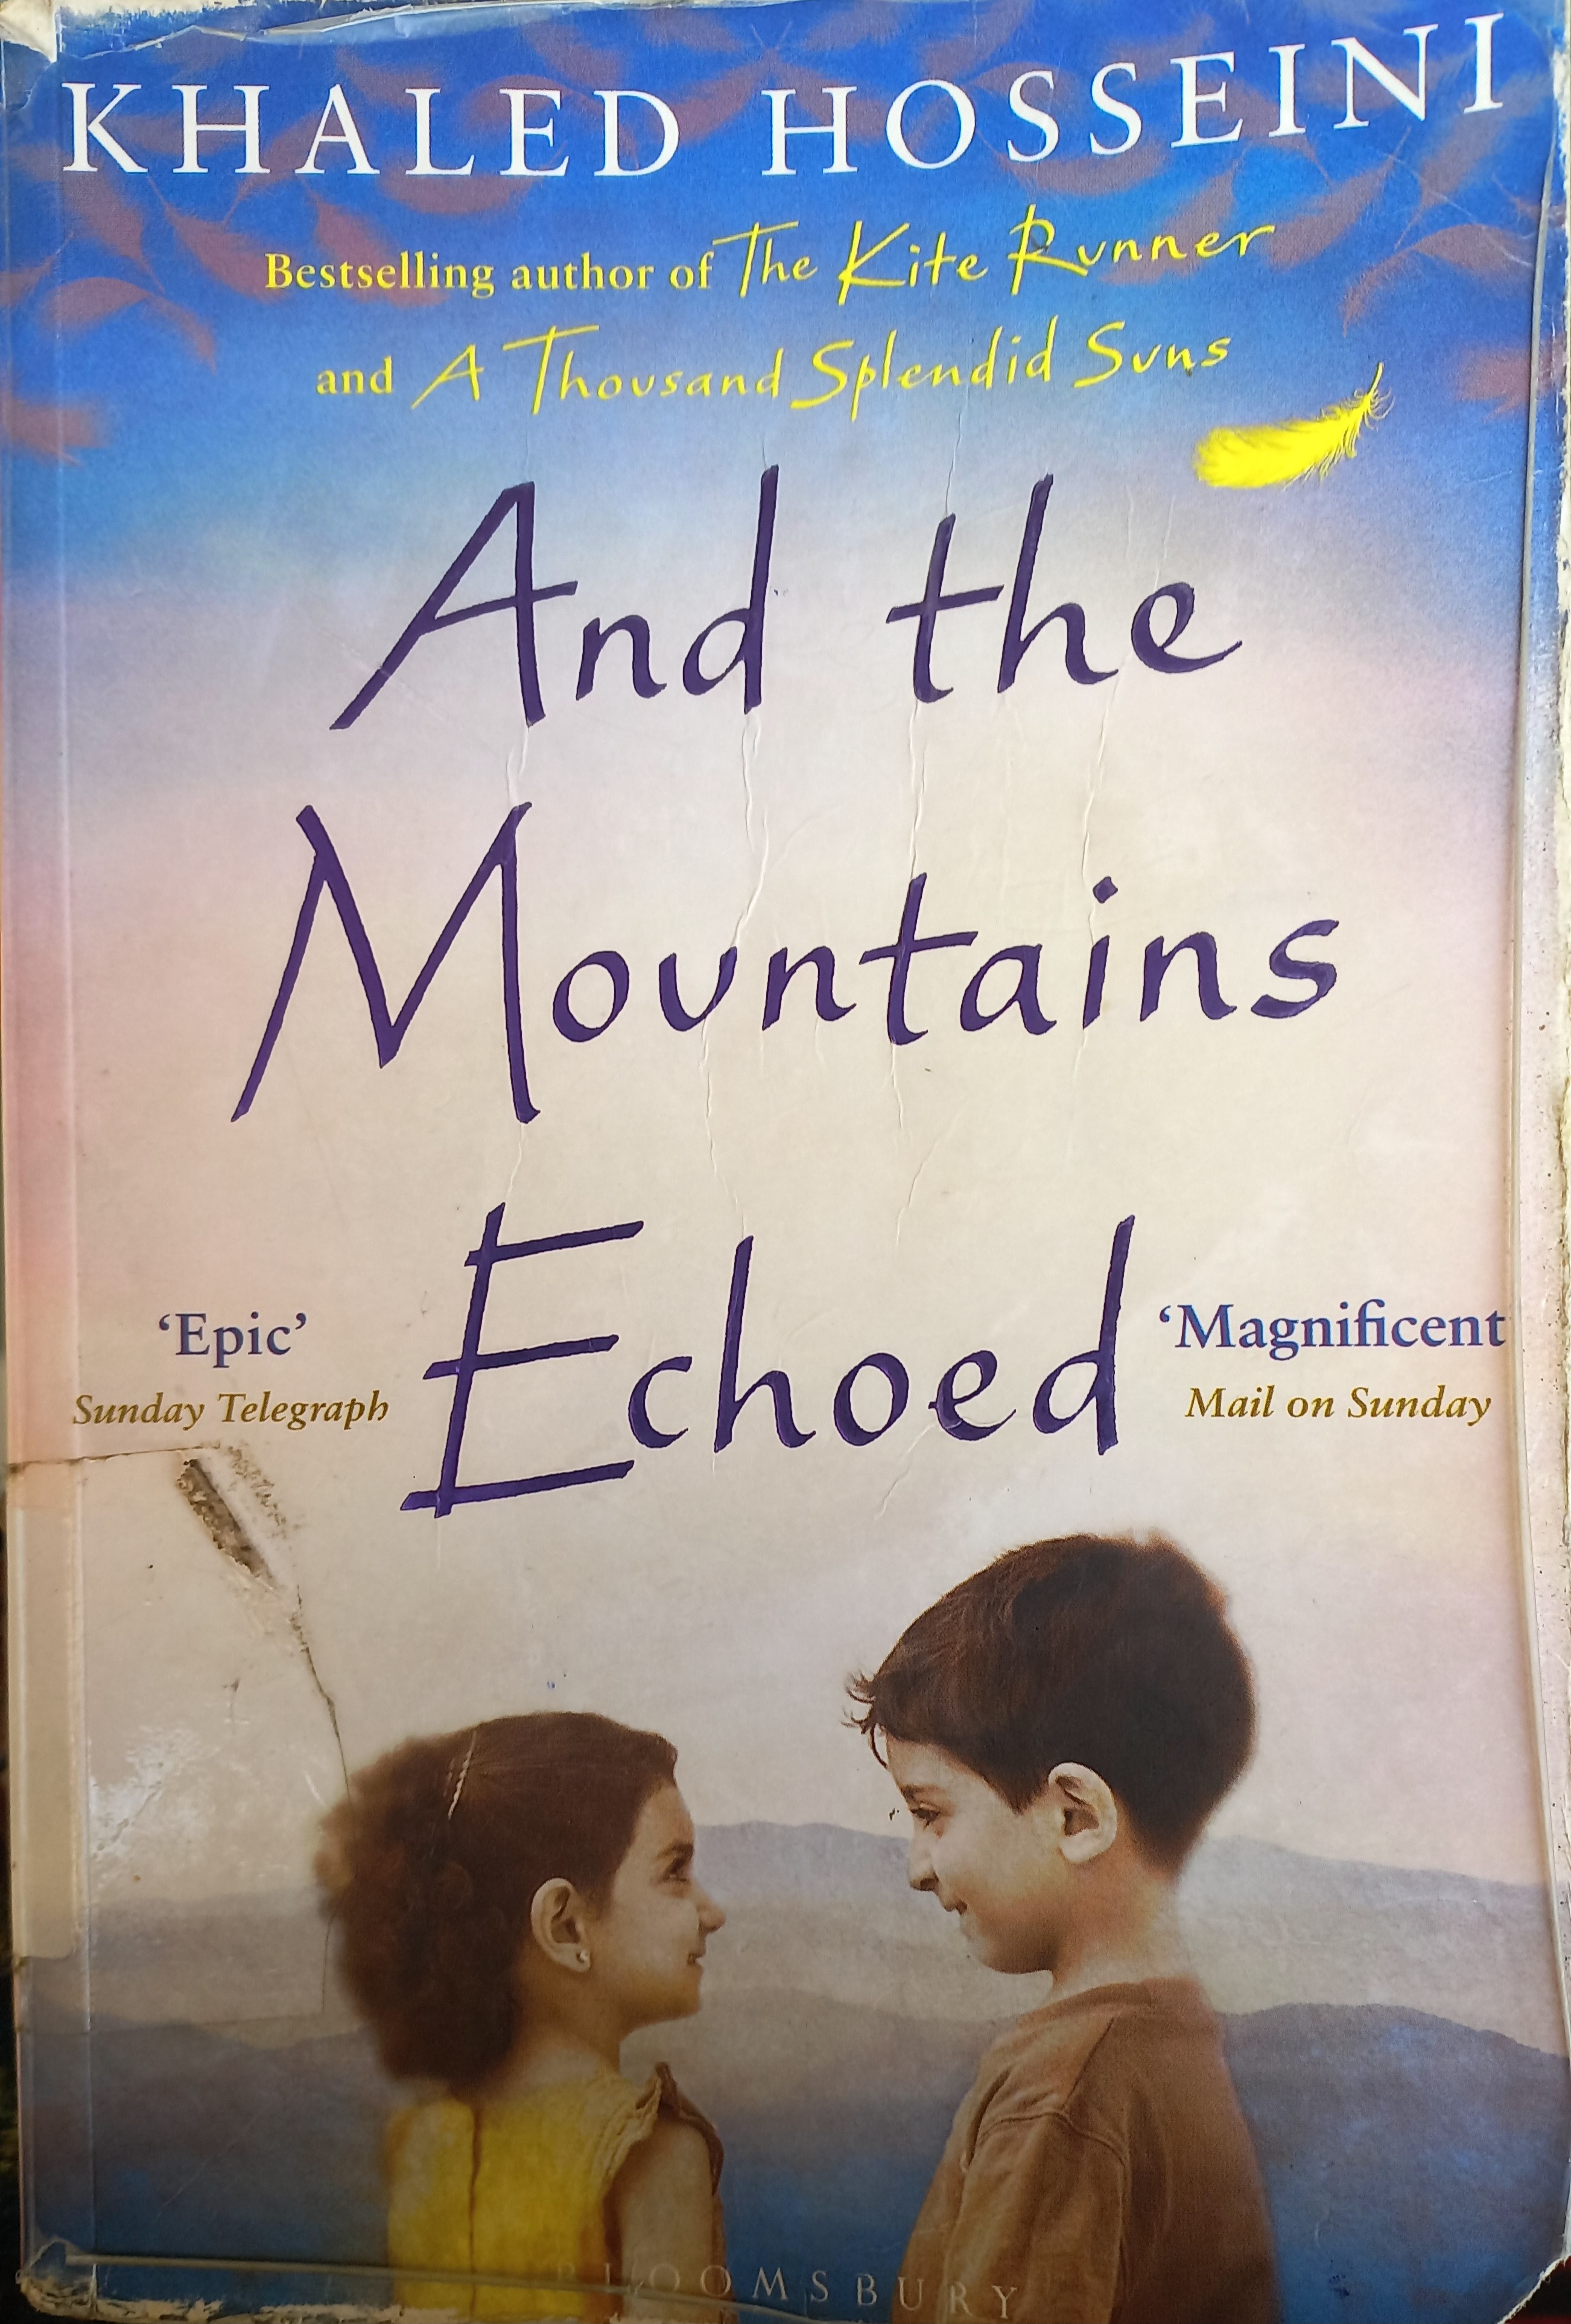 KHALED HOSSEINI
Bestselling author of The Kite Runner
and A Thousand Splendid Suns
And the
Mountains
Echoed
‘Epic’
Sunday Telegraph
‘Magnificent
Mail on Sunday
BLOOMSBURY